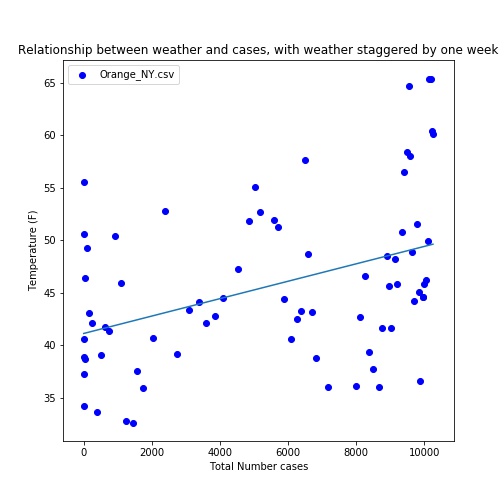 Relationship between weather and cases, with weather staggered by one week
Orange_NY.csv
65
60
55
50
45
40
35
Temperature (F)
0 2000 4000 6000 8000 10000
Total Number cases